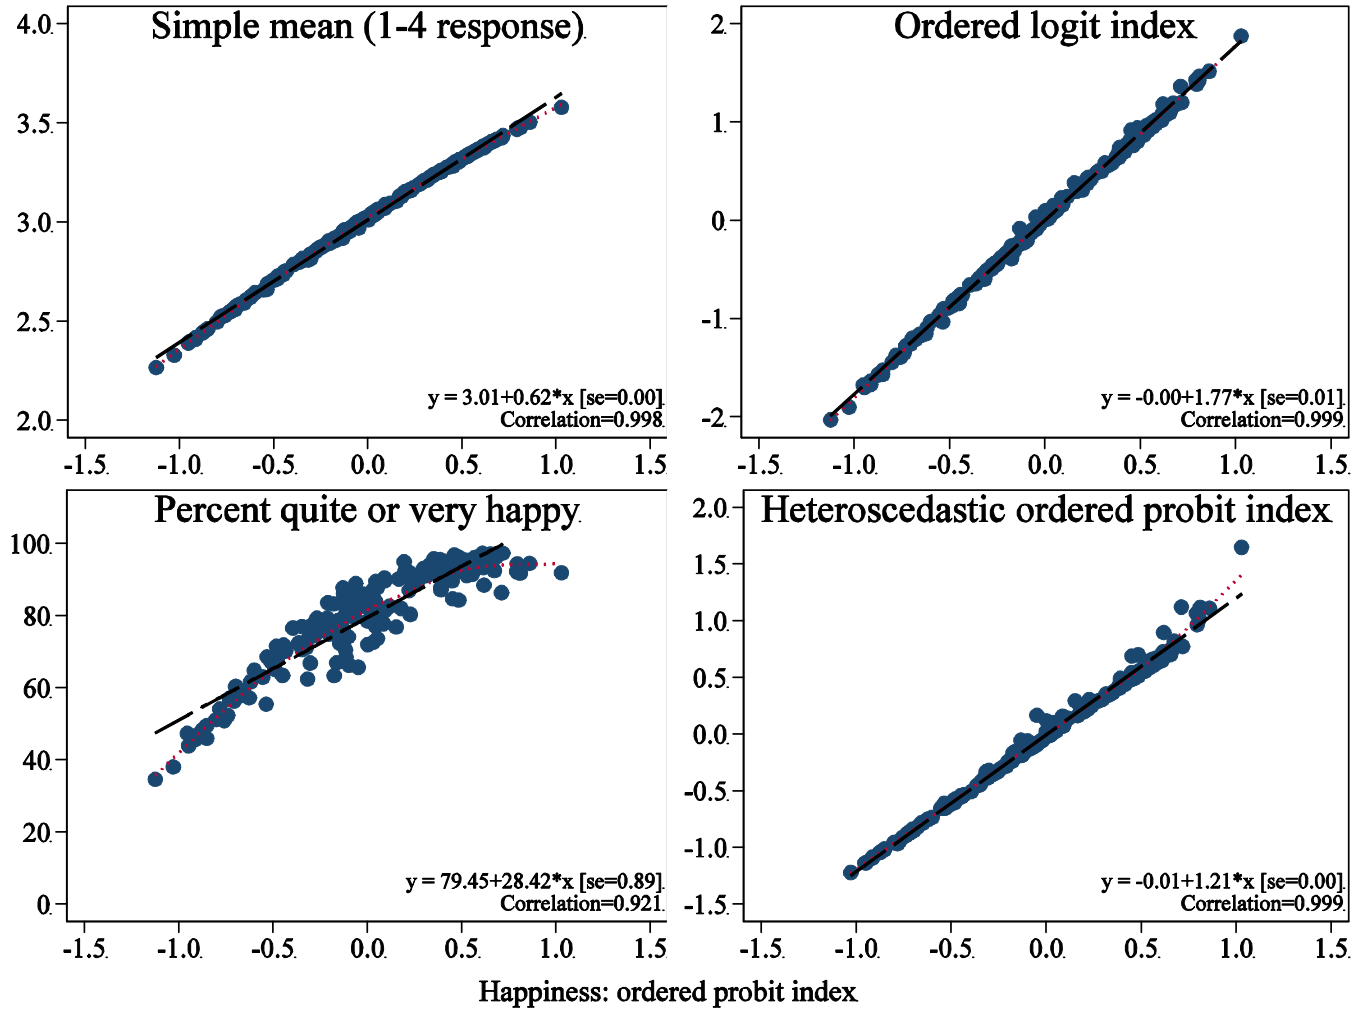 Simple mean (1-4 response)
4.0
3.5
3.0
2.5
2.0
y = 3.01+0.62*x [se=0.00]
Correlation=0.998
-1.5 -1.0 -0.5 0.0 0.5 1.0 1.5
Ordered logit index
2
1
0
-1
-2
y = -0.00+1.77*x [se=0.01]
Correlation=0.999
-1.5 -1.0 -0.5 0.0 0.5 1.0 1.5
Percent quite or very happy
100
80
60
40
20
0
y = 79.45+28.42*x [se=0.89]
Correlation=0.921
-1.5 -1.0 -0.5 0.0 0.5 1.0 1.5
Heteroscedastic ordered probit index
2.0
1.5
1.0
0.5
0.0
-0.5
-1.0
-1.5
y = -0.01+1.21*x [se=0.00]
Correlation=0.999
-1.5 -1.0 -0.5 0.0 0.5 1.0 1.5
Happiness: ordered probit index